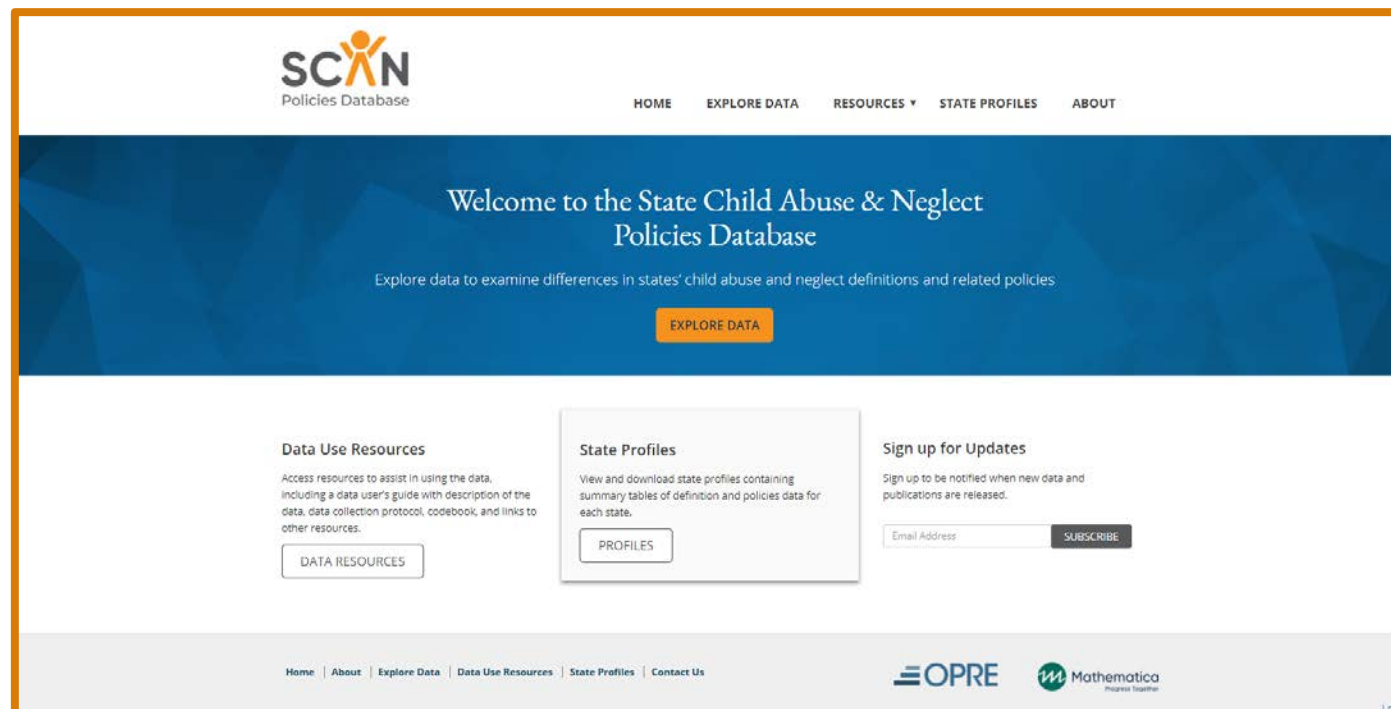 SCAN
Policies Database
HOME EXPLORE DATA RESOURCES ▾ STATE PROFILES ABOUT
Welcome to the State Child Abuse & Neglect
Policies Database
Explore data to examine differences in states' child abuse and neglect definitions and related policies
EXPLORE DATA
Data Use Resources
Access resources to assist in using the data,
including a data user's guide with description of the
data, data collection protocol, codebook, and links to
other resources.
DATA RESOURCES
State Profiles
View and download state profiles containing
summary tables of definition and policies data for
each state.
PROFILES
Sign up for Updates
Sign up to be notified when new data and
publications are released.
Email Address SUBSCRIBE
Home | About | Explore Data | Data Use Resources | State Profiles | Contact Us
OPRE
Mathematica
Progress Together